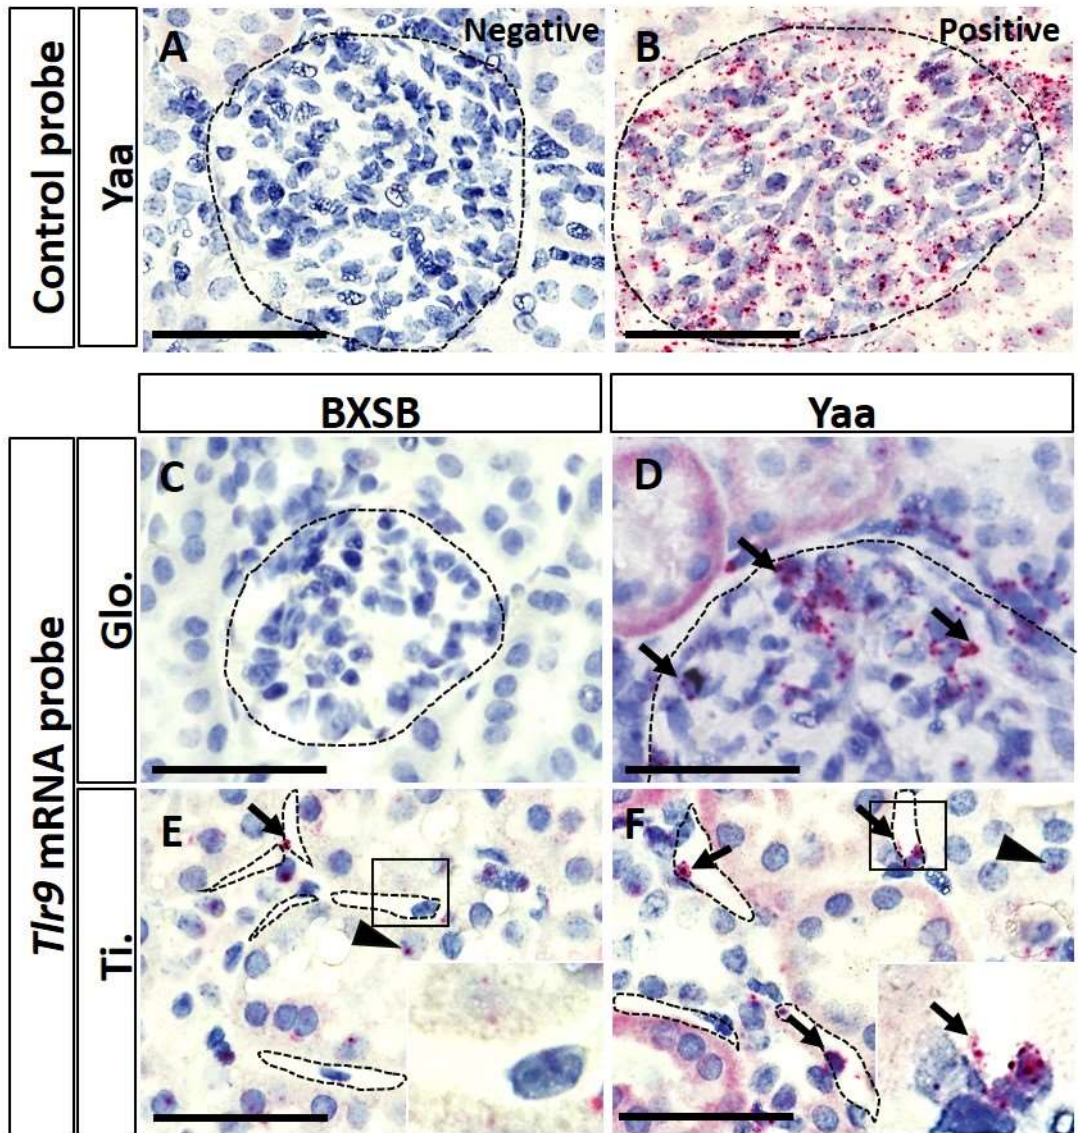 Control probe
Yaa
A
Negative
B
Positive
BXSB
Yaa
Tlr9 mRNA probe
Glo.
C
D
Ti.
E
F